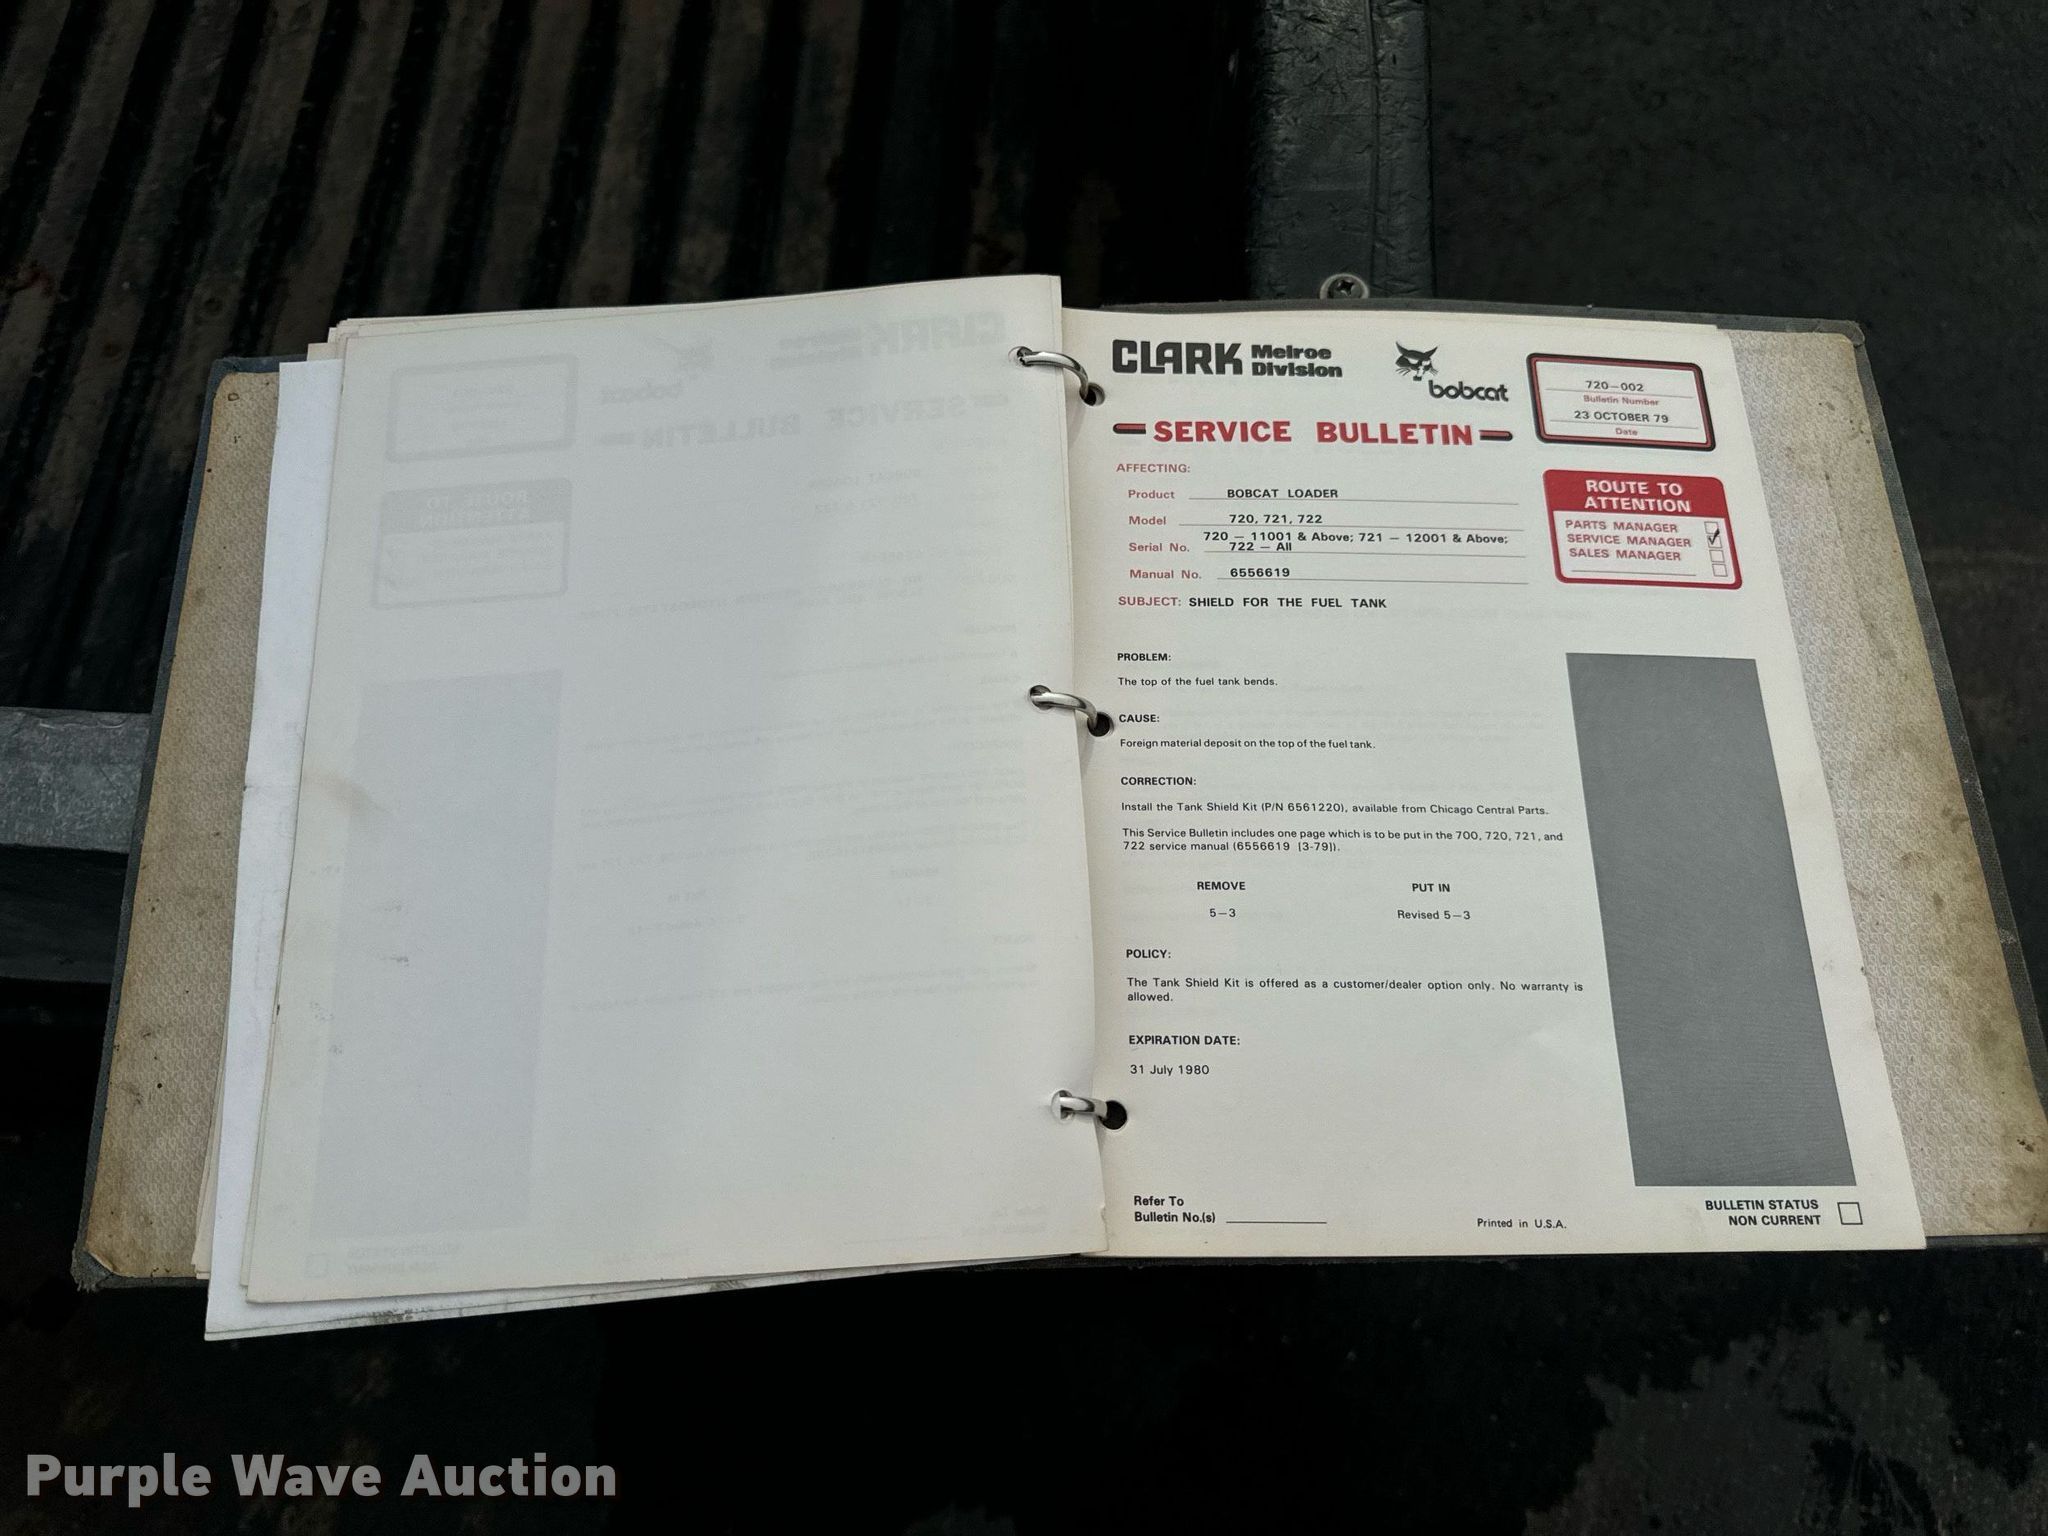 CLARK Melroe Division
bobcat
720-002
Bulletin Number
23 OCTOBER 79
Date
SERVICE BULLETIN
AFFECTING:
Product BOBCAT LOADER
Model 720, 721, 722
Serial No. 720 - 11001 & Above; 721 - 12001 & Above;
722 - All
Manual No. 6556619
SUBJECT: SHIELD FOR THE FUEL TANK
ROUTE TO
ATTENTION
PARTS MANAGER
SERVICE MANAGER
SALES MANAGER
PROBLEM:
The top of the fuel tank bends.
CAUSE:
Foreign material deposit on the top of the fuel tank.
CORRECTION:
Install the Tank Shield Kit (P/N 6561220), available from Chicago Central Parts.
This Service Bulletin includes one page which is to be put in the 700, 720, 721, and
722 service manual (6556619 [3-79]).
REMOVE PUT IN
5-3 Revised 5-3
POLICY:
The Tank Shield Kit is offered as a customer/dealer option only. No warranty is
allowed.
EXPIRATION DATE:
31 July 1980
Refer To
Bulletin No.(s)
Printed in U.S.A.
BULLETIN STATUS
NON CURRENT
Purple Wave Auction